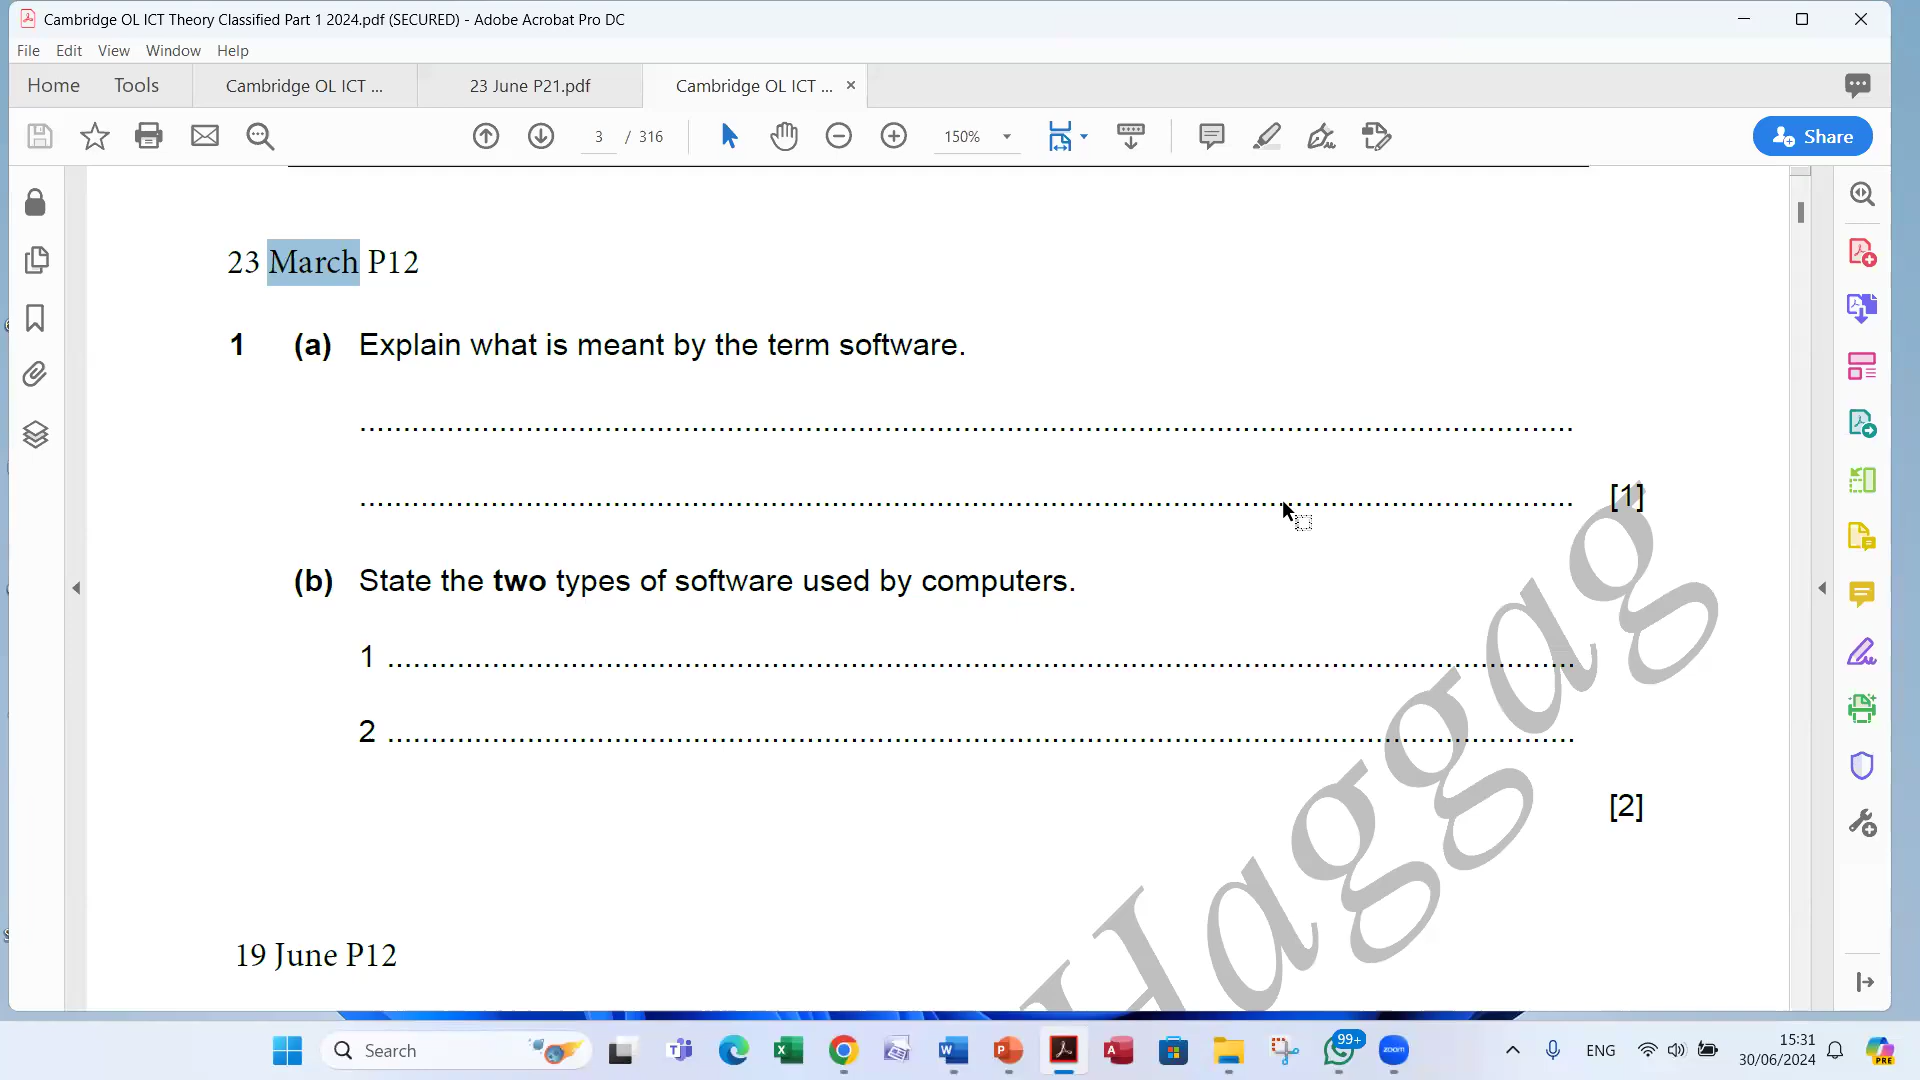 Cambridge OL ICT Theory Classified Part 1 2024.pdf (SECURED) - Adobe Acrobat Pro DC
File Edit View Window Help
Home Tools Cambridge OL ICT ... 23 June P21.pdf Cambridge OL ICT ...
3 / 316 150% Share
23 March P12
1 (a) Explain what is meant by the term software.
[1]
(b) State the two types of software used by computers.
1
2
[2]
19 June P12
Haggag
Search 99+ zoom ENG 15:31
30/06/2024
PRE